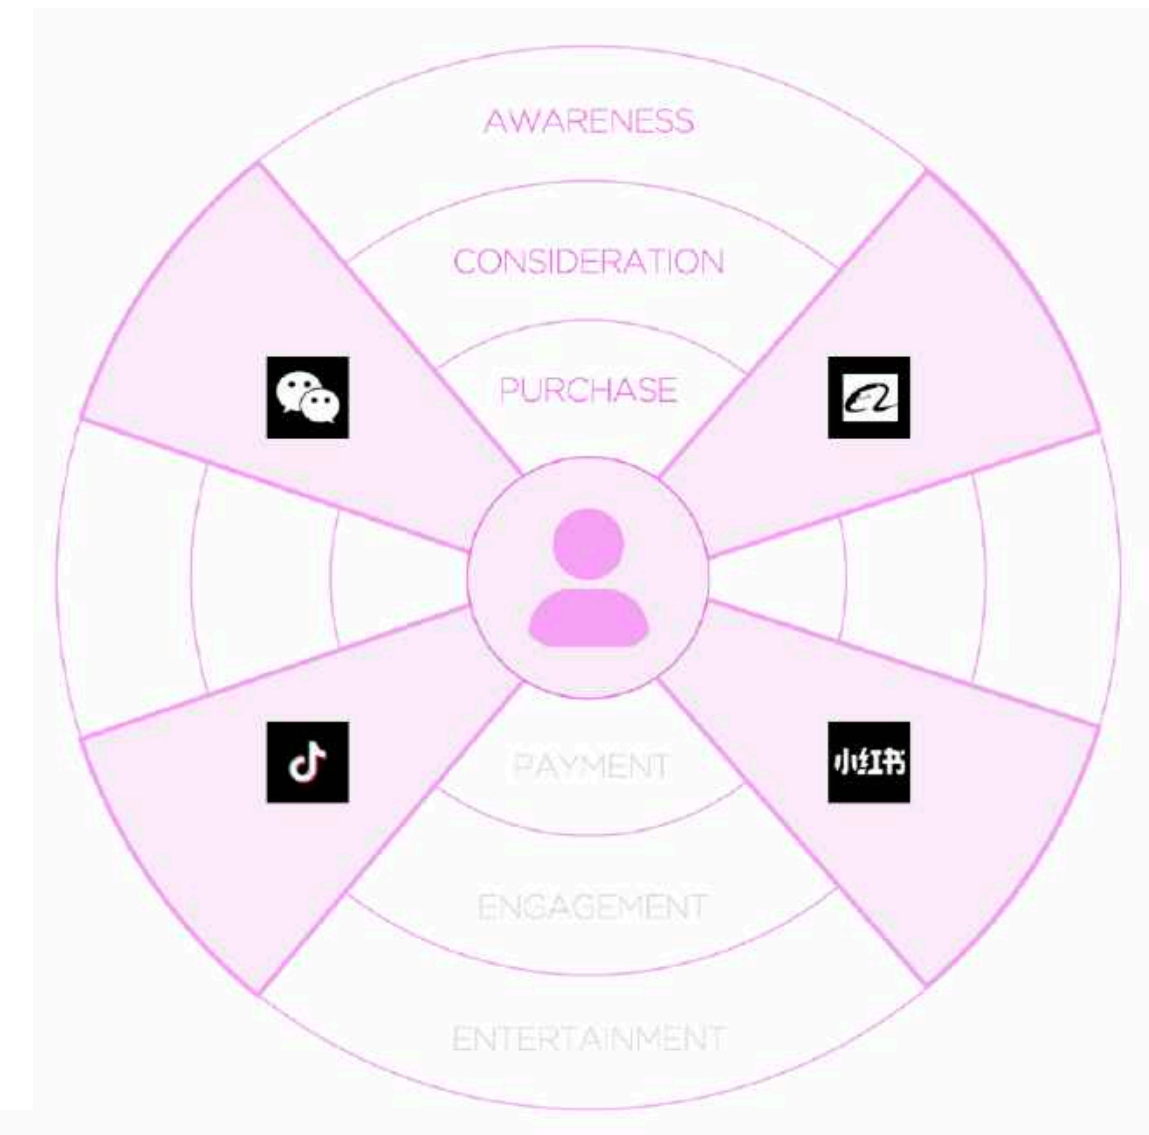 AWARENESS
CONSIDERATION
PURCHASE
小红书
PAYMENT
ENGAGEMENT
ENTERTAINMENT